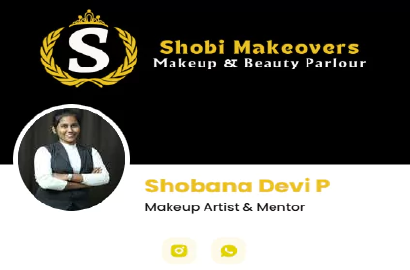 S
Shobi Makeovers
Makeup & Beauty Parlour
Shobana Devi P
Makeup Artist & Mentor